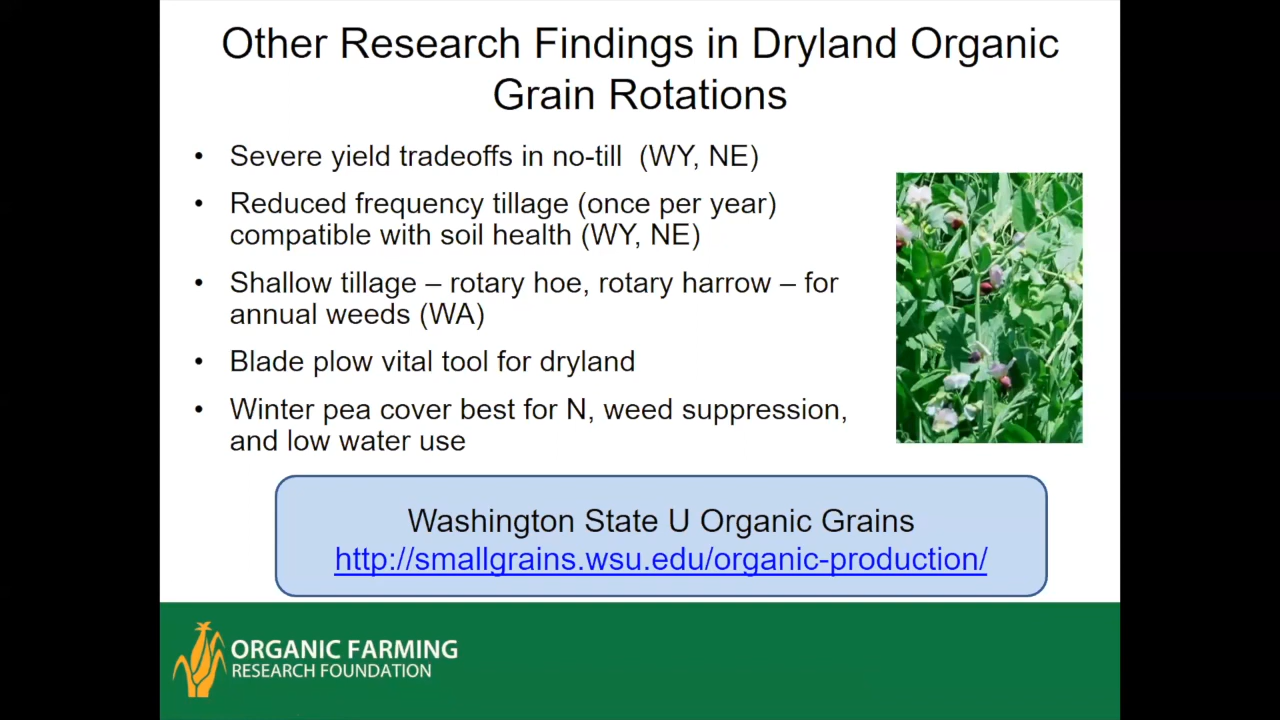 Other Research Findings in Dryland Organic
Grain Rotations
• Severe yield tradeoffs in no-till (WY, NE)
• Reduced frequency tillage (once per year)
compatible with soil health (WY, NE)
• Shallow tillage – rotary hoe, rotary harrow – for
annual weeds (WA)
• Blade plow vital tool for dryland
• Winter pea cover best for N, weed suppression,
and low water use
Washington State U Organic Grains
http://smallgrains.wsu.edu/organic-production/
ORGANIC FARMING
RESEARCH FOUNDATION